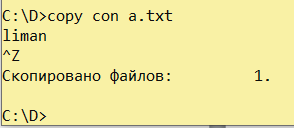 C:\D>copy con a.txt
liman
^Z
Скопировано файлов:         1.
C:\D>